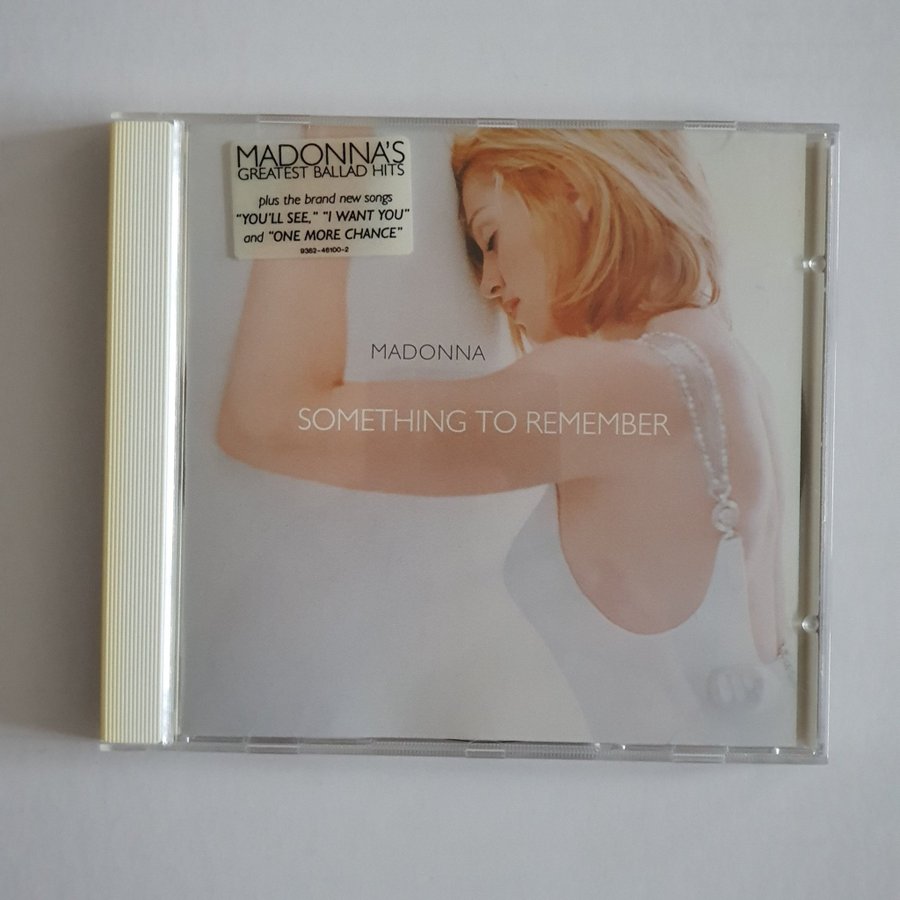 MADONNA'S
GREATEST BALLAD HITS
plus the brand new songs
"YOU'LL SEE," "I WANT YOU"
and "ONE MORE CHANCE"
9362-46100-2
MADONNA
SOMETHING TO REMEMBER